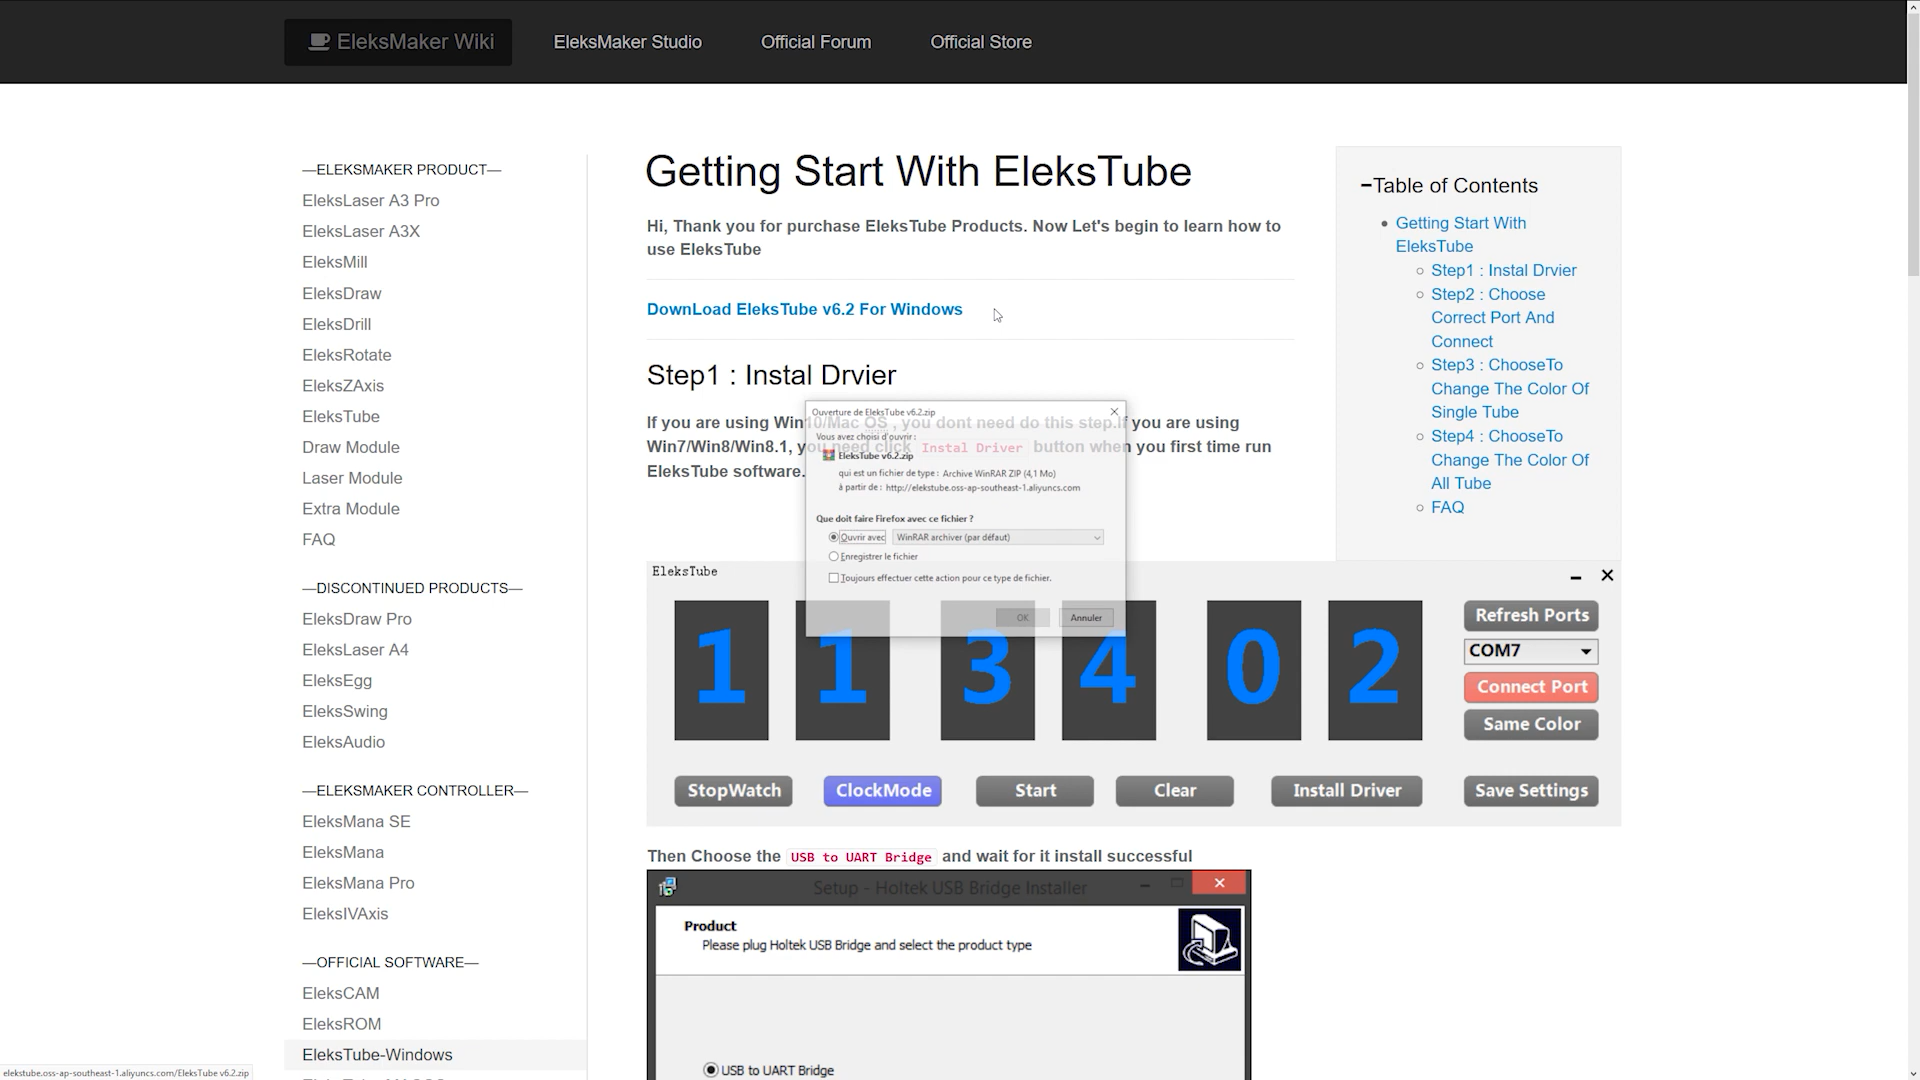 EleksMaker Wiki
EleksMaker Studio
Official Forum
Official Store
—ELEKSMAKER PRODUCT—
EleksLaser A3 Pro
EleksLaser A3X
EleksMill
EleksDraw
EleksDrill
EleksRotate
EleksZAxis
EleksTube
Draw Module
Laser Module
Extra Module
FAQ
—DISCONTINUED PRODUCTS—
EleksDraw Pro
EleksLaser A4
EleksEgg
EleksSwing
EleksAudio
—ELEKSMAKER CONTROLLER—
EleksMana SE
EleksMana
EleksMana Pro
EleksIVAxis
—OFFICIAL SOFTWARE—
EleksCAM
EleksROM
EleksTube-Windows
elekstube.oss-ap-southeast-1.aliyuncs.com/EleksTube v6.2.zip
Getting Start With EleksTube
Hi, Thank you for purchase EleksTube Products. Now Let's begin to learn how to
use EleksTube
DownLoad EleksTube v6.2 For Windows
Step1 : Instal Drvier
If you are using Win10/Mac OS , you dont need do this step.If you are using
Win7/Win8/Win8.1, you need click Instal Driver button when you first time run
EleksTube software.
Ouverture de EleksTube v6.2.zip
Vous avez choisi d'ouvrir :
EleksTube v6.2.zip
qui est un fichier de type : Archive WinRAR ZIP (4,1 Mo)
à partir de : http://elekstube.oss-ap-southeast-1.aliyuncs.com
Que doit faire Firefox avec ce fichier ?
Ouvrir avec WinRAR archiver (par défaut)
Enregistrer le fichier
Toujours effectuer cette action pour ce type de fichier.
OK Annuler
EleksTube
1 1 3 4 0 2
Refresh Ports
COM7
Connect Port
Same Color
StopWatch ClockMode Start Clear Install Driver Save Settings
Then Choose the USB to UART Bridge and wait for it install successful
Setup - Holtek USB Bridge Installer
Product
Please plug Holtek USB Bridge and select the product type
USB to UART Bridge
Table of Contents
Getting Start With
EleksTube
Step1 : Instal Drvier
Step2 : Choose
Correct Port And
Connect
Step3 : ChooseTo
Change The Color Of
Single Tube
Step4 : ChooseTo
Change The Color Of
All Tube
FAQ